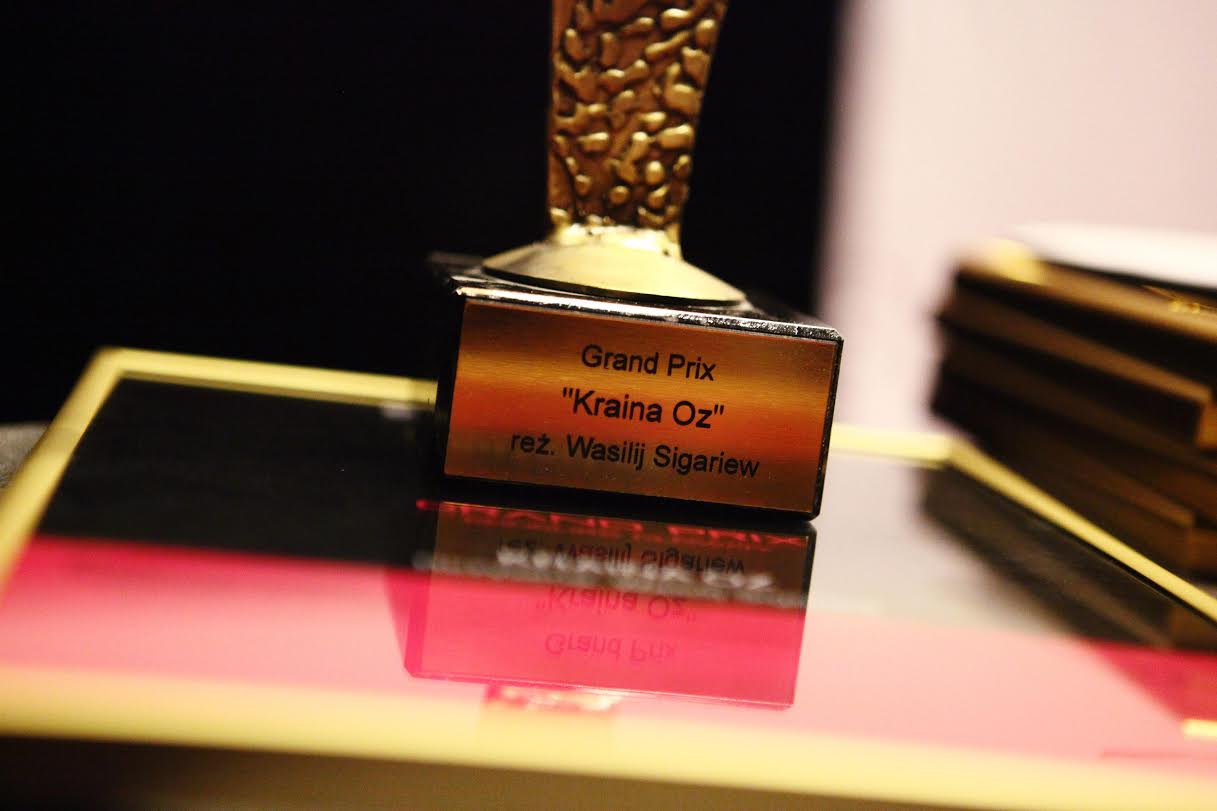 Grand Prix
"Kraina Oz"
reż. Wasilij Sigariew